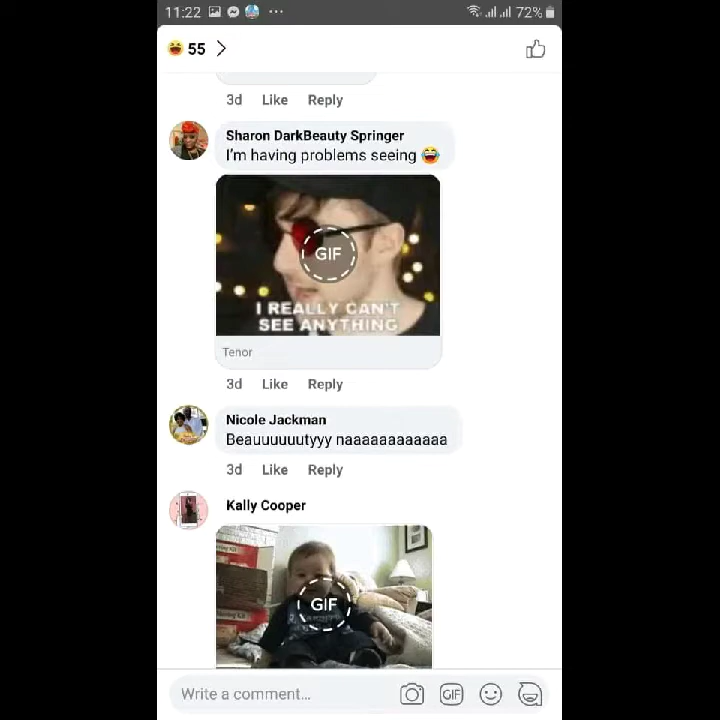 11:22 72%
55
3d Like Reply
Sharon DarkBeauty Springer
I'm having problems seeing
GIF
I REALLY CAN'T
SEE ANYTHING
Tenor
3d Like Reply
Nicole Jackman
Beauuuuuutyyy naaaaaaaaaaaa
3d Like Reply
Kally Cooper
GIF
Write a comment...
GIF